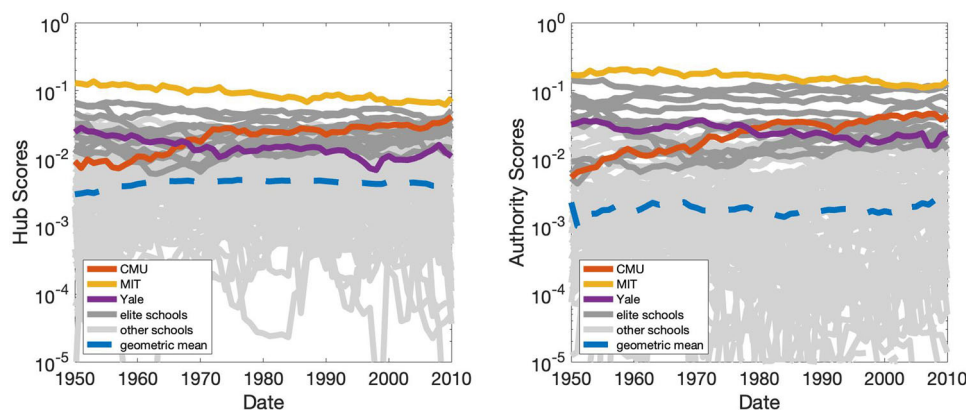 10^0
10^-1
10^-2
10^-3
10^-4
10^-5
Hub Scores
CMU
MIT
Yale
elite schools
other schools
geometric mean
1950 1960 1970 1980 1990 2000 2010
Date
10^0
10^-1
10^-2
10^-3
10^-4
10^-5
Authority Scores
CMU
MIT
Yale
elite schools
other schools
geometric mean
1950 1960 1970 1980 1990 2000 2010
Date